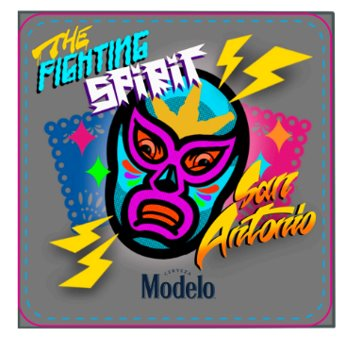 THE
FIGHTING
SPIRIT
San
Antonio
CERVEZA
Modelo